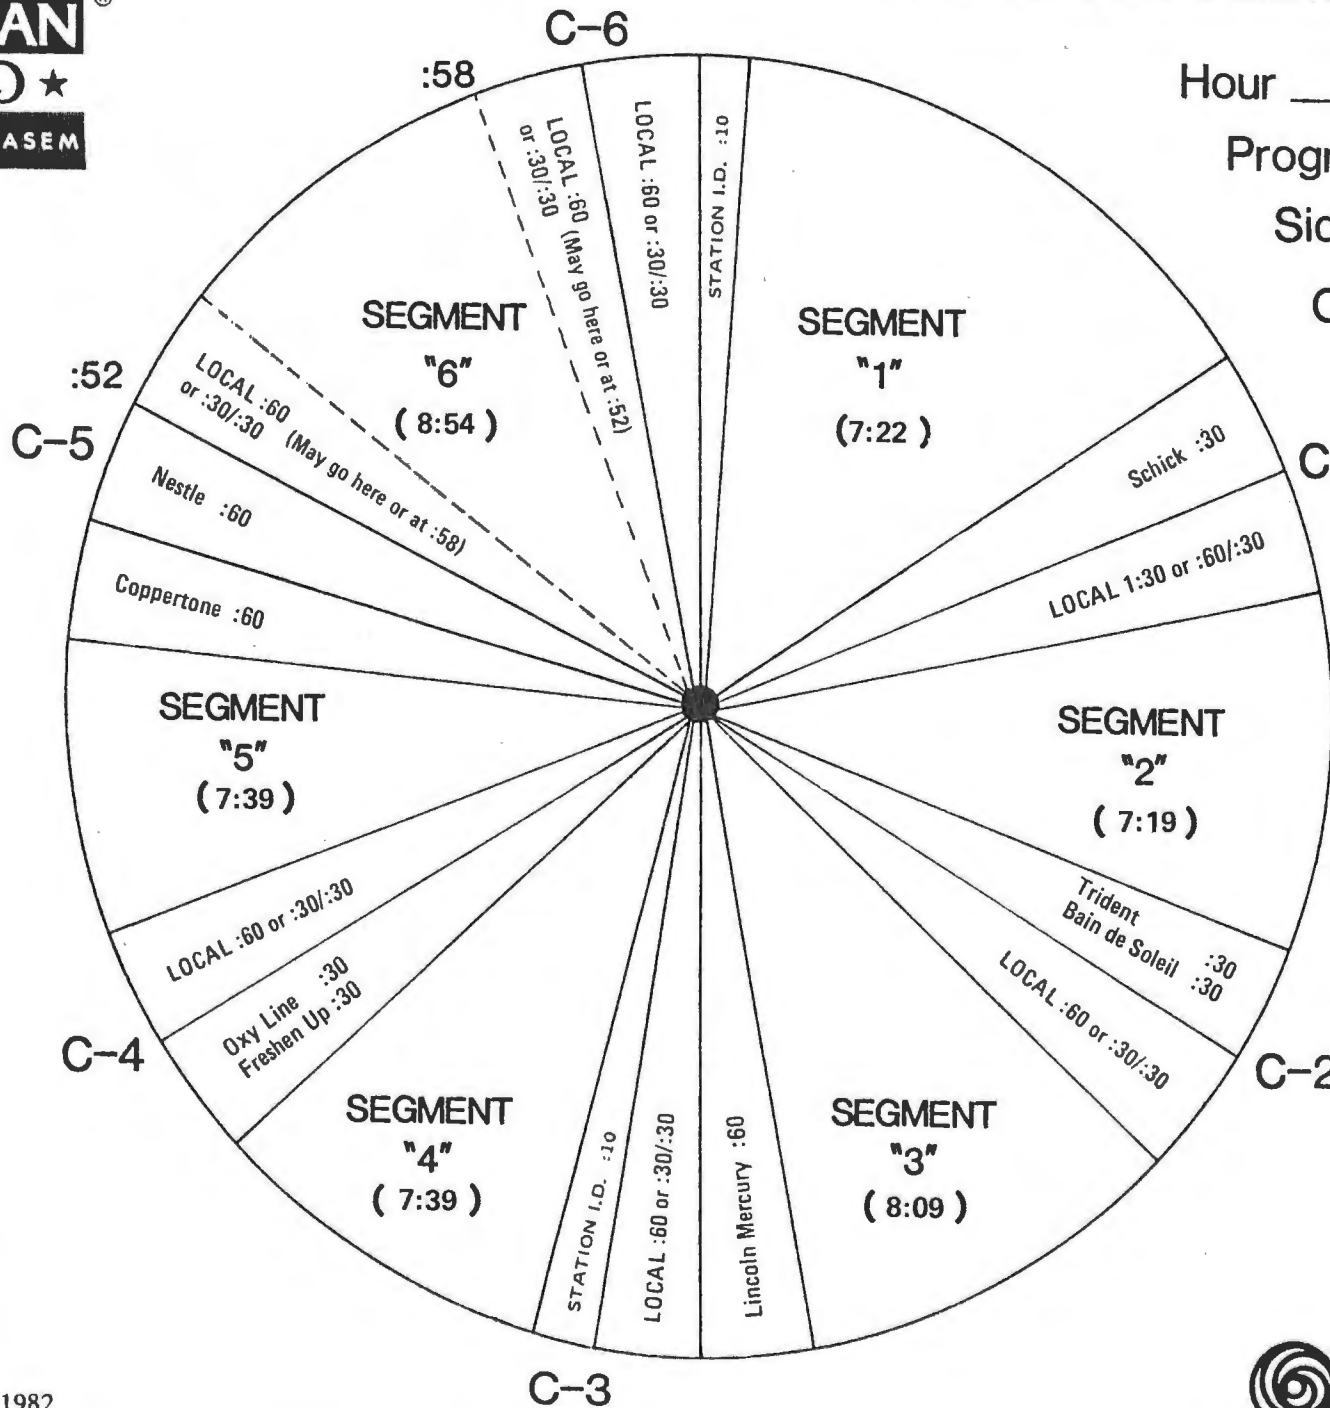 AN
®
ASEM
Hour
C-6
:58
STATION I.D. :10
SEGMENT
"1"
(7:22)
Schick :30
LOCAL 1:30 or :60/:30
SEGMENT
"2"
(7:19)
Trident :30
Bain de Soleil :30
C-2
LOCAL :60 or :30/:30
SEGMENT
"3"
(8:09)
Lincoln Mercury :60
C-3
LOCAL :60 or :30/:30
STATION I.D. :10
SEGMENT
"4"
(7:39)
Oxy Line :30
Freshen Up :30
C-4
LOCAL :60 or :30/:30
SEGMENT
"5"
(7:39)
Coppertone :60
Nestle :60
C-5
:52
LOCAL :60
or :30/:30 (May go here or at :58)
SEGMENT
"6"
(8:54)
LOCAL :60
or :30/:30 (May go here or at :52)
LOCAL :60 or :30/:30
1982